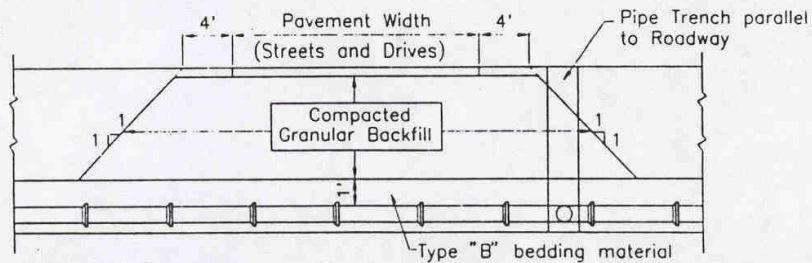 4'
Pavement Width
(Streets and Drives)
4'
Pipe Trench parallel
to Roadway
Compacted
Granular Backfill
1
1
1
1
1'
Type "B" bedding material